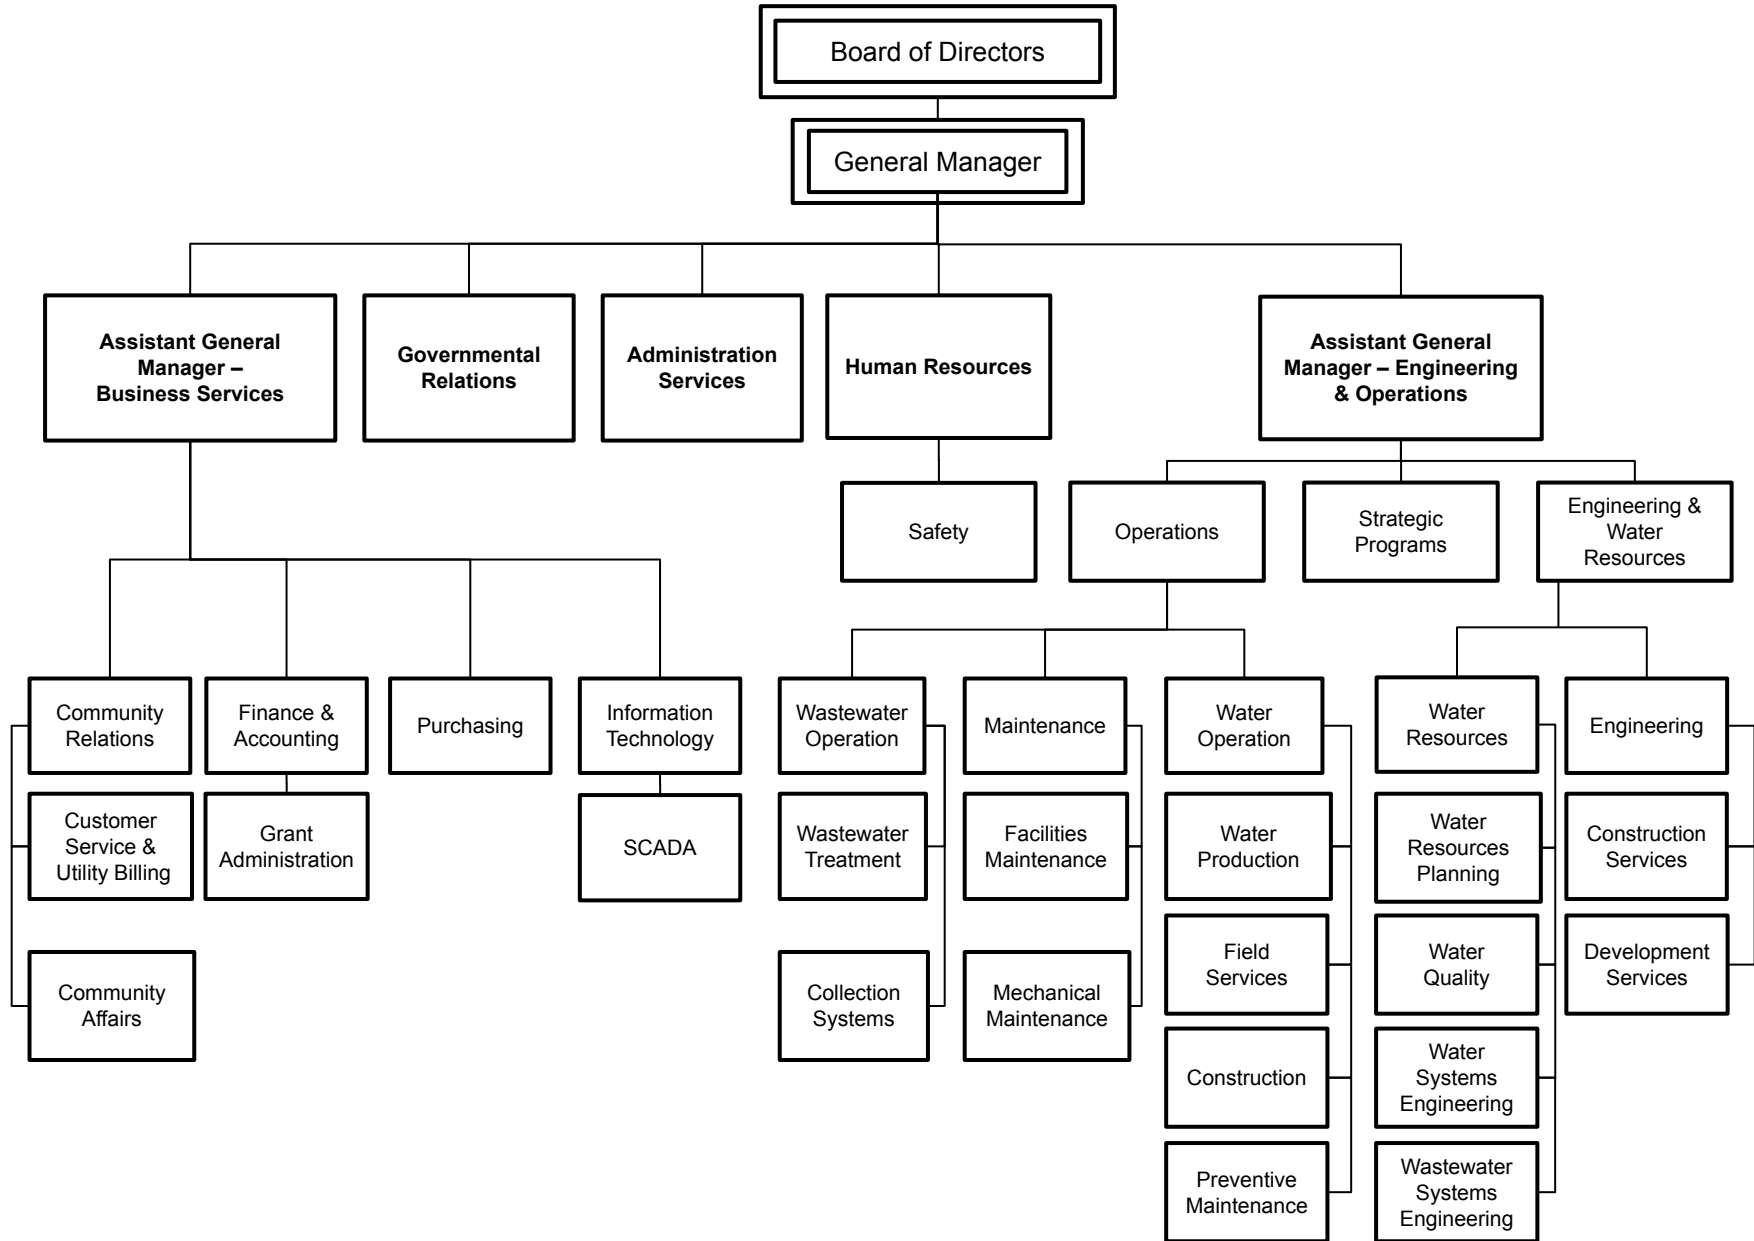 Board of Directors
General Manager
Assistant General
Manager –
Business Services
Governmental
Relations
Administration
Services
Human Resources
Assistant General
Manager – Engineering
& Operations
Safety
Operations
Strategic
Programs
Engineering &
Water
Resources
Community
Relations
Finance &
Accounting
Purchasing
Information
Technology
Wastewater
Operation
Maintenance
Water
Operation
Water
Resources
Engineering
Customer
Service &
Utility Billing
Grant
Administration
SCADA
Wastewater
Treatment
Facilities
Maintenance
Water
Production
Water
Resources
Planning
Construction
Services
Community
Affairs
Collection
Systems
Mechanical
Maintenance
Field
Services
Water
Quality
Development
Services
Construction
Water
Systems
Engineering
Preventive
Maintenance
Wastewater
Systems
Engineering